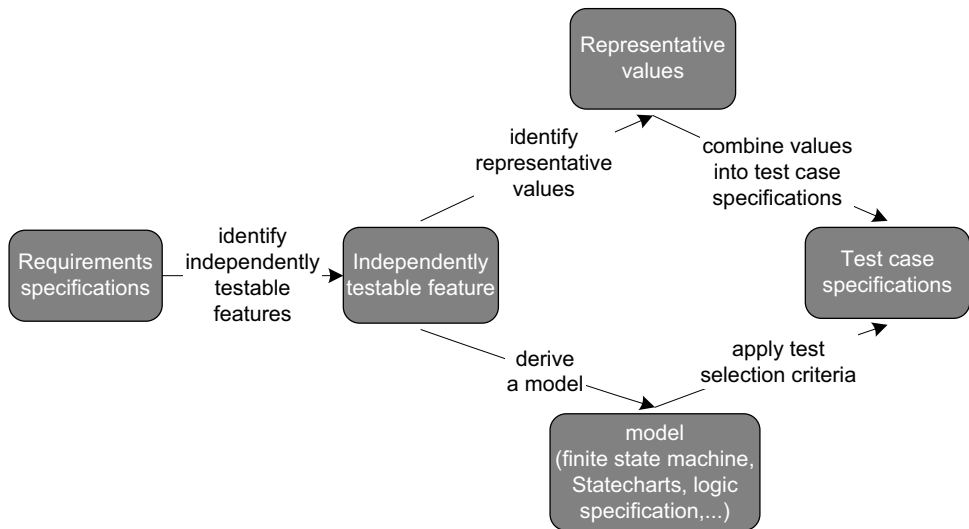 Representative
values
identify
representative
values
combine values
into test case
specifications
Requirements
specifications
identify
independently
testable
features
Independently
testable feature
Test case
specifications
derive
a model
apply test
selection criteria
model
(finite state machine,
Statecharts, logic
specification,...)